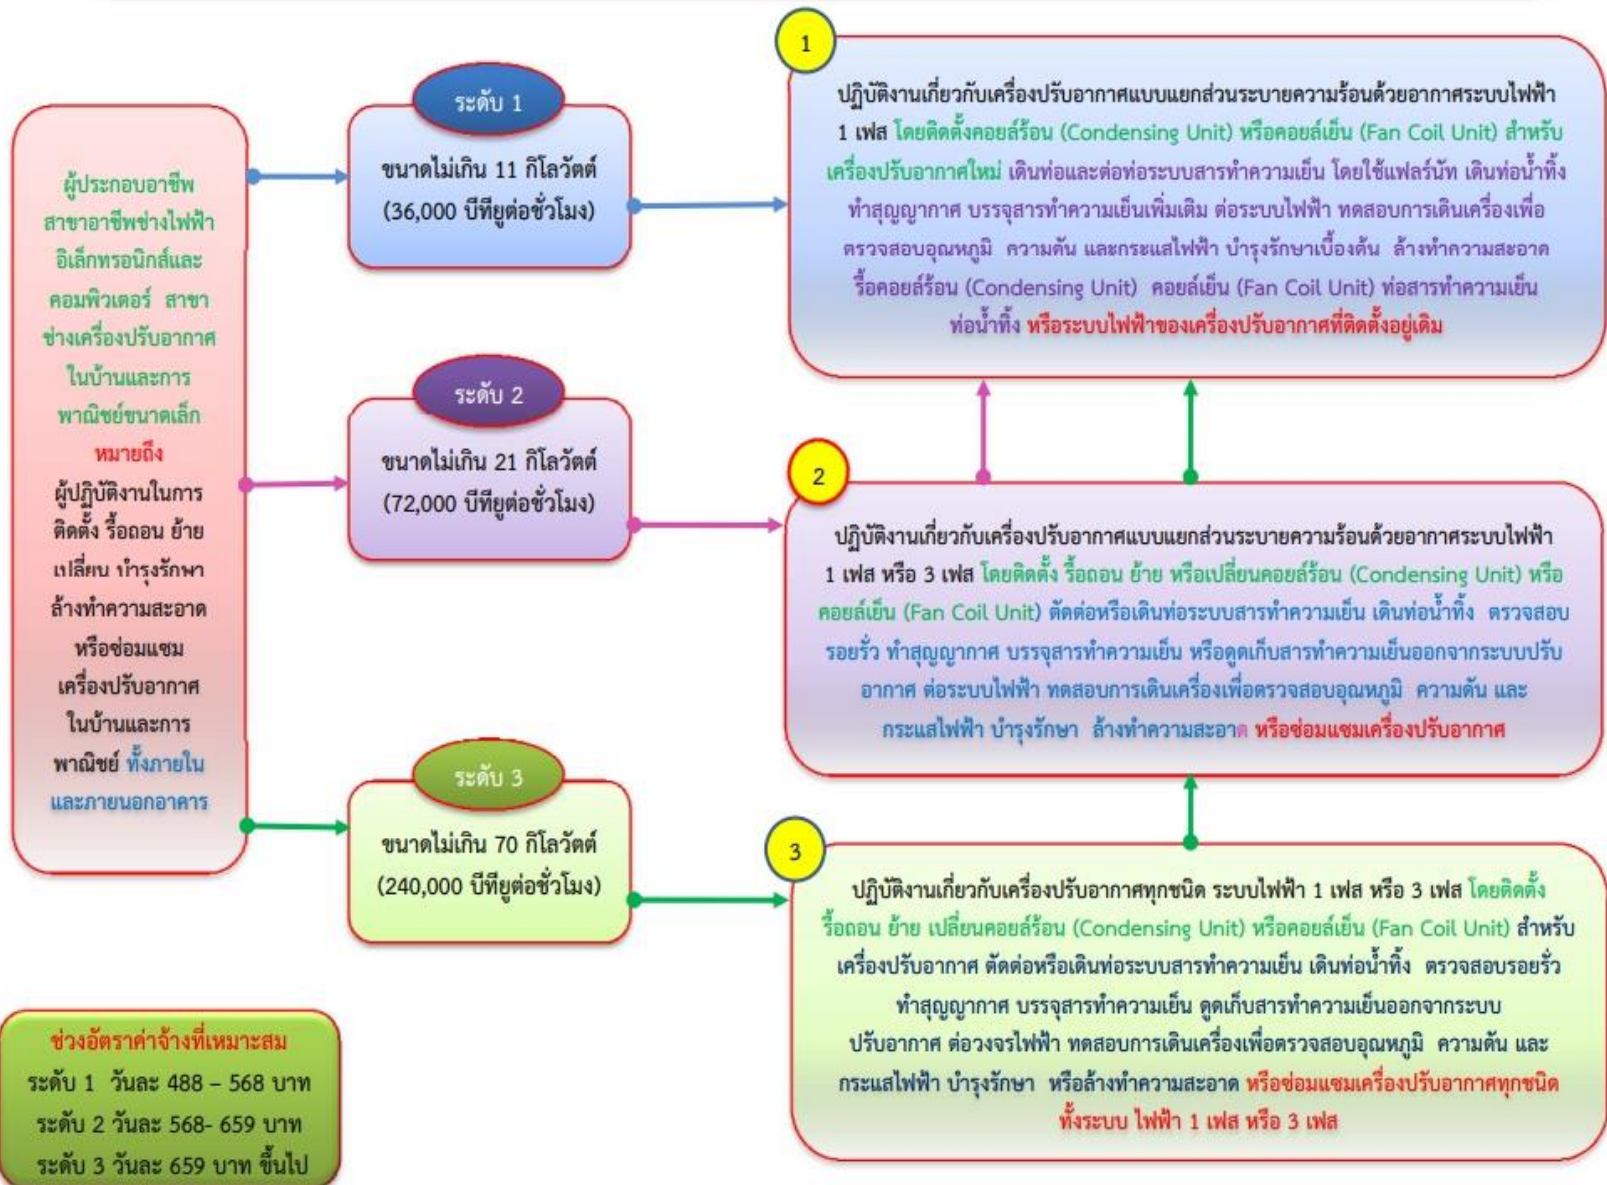 ผู้ประกอบอาชีพ
สาขาอาชีพช่างไฟฟ้า
อิเล็กทรอนิกส์และ
คอมพิวเตอร์ สาขา
ช่างเครื่องปรับอากาศ
ในบ้านและการ
พาณิชย์ขนาดเล็ก
หมายถึง
ผู้ปฏิบัติงานในการ
ติดตั้ง รื้อถอน ย้าย
เปลี่ยน บำรุงรักษา
ล้างทำความสะอาด
หรือซ่อมแซม
เครื่องปรับอากาศ
ในบ้านและการ
พาณิชย์ ทั้งภายใน
และภายนอกอาคาร
ระดับ 1
ขนาดไม่เกิน 11 กิโลวัตต์
(36,000 บีทียูต่อชั่วโมง)
1
ปฏิบัติงานเกี่ยวกับเครื่องปรับอากาศแบบแยกส่วนระบายความร้อนด้วยอากาศระบบไฟฟ้า
1 เฟส โดยติดตั้งคอยล์ร้อน (Condensing Unit) หรือคอยล์เย็น (Fan Coil Unit) สำหรับ
เครื่องปรับอากาศใหม่ เดินท่อและต่อท่อระบบสารทำความเย็น โดยใช้แฟลร์นัท เดินท่อน้ำทิ้ง
ทำสุญญากาศ บรรจุสารทำความเย็นเพิ่มเติม ต่อระบบไฟฟ้า ทดสอบการเดินเครื่องเพื่อ
ตรวจสอบอุณหภูมิ ความดัน และกระแสไฟฟ้า บำรุงรักษาเบื้องต้น ล้างทำความสะอาด
รื้อคอยล์ร้อน (Condensing Unit) คอยล์เย็น (Fan Coil Unit) ท่อสารทำความเย็น
ท่อน้ำทิ้ง หรือระบบไฟฟ้าของเครื่องปรับอากาศที่ติดตั้งอยู่เดิม
ระดับ 2
ขนาดไม่เกิน 21 กิโลวัตต์
(72,000 บีทียูต่อชั่วโมง)
2
ปฏิบัติงานเกี่ยวกับเครื่องปรับอากาศแบบแยกส่วนระบายความร้อนด้วยอากาศระบบไฟฟ้า
1 เฟส หรือ 3 เฟส โดยติดตั้ง รื้อถอน ย้าย หรือเปลี่ยนคอยล์ร้อน (Condensing Unit) หรือ
คอยล์เย็น (Fan Coil Unit) ตัดต่อหรือเดินท่อระบบสารทำความเย็น เดินท่อน้ำทิ้ง ตรวจสอบ
รอยรั่ว ทำสุญญากาศ บรรจุสารทำความเย็น หรือดูดเก็บสารทำความเย็นออกจากระบบปรับ
อากาศ ต่อระบบไฟฟ้า ทดสอบการเดินเครื่องเพื่อตรวจสอบอุณหภูมิ ความดัน และ
กระแสไฟฟ้า บำรุงรักษา ล้างทำความสะอาด หรือซ่อมแซมเครื่องปรับอากาศ
ระดับ 3
ขนาดไม่เกิน 70 กิโลวัตต์
(240,000 บีทียูต่อชั่วโมง)
3
ปฏิบัติงานเกี่ยวกับเครื่องปรับอากาศทุกชนิด ระบบไฟฟ้า 1 เฟส หรือ 3 เฟส โดยติดตั้ง
รื้อถอน ย้าย เปลี่ยนคอยล์ร้อน (Condensing Unit) หรือคอยล์เย็น (Fan Coil Unit) สำหรับ
เครื่องปรับอากาศ ตัดต่อหรือเดินท่อระบบสารทำความเย็น เดินท่อน้ำทิ้ง ตรวจสอบรอยรั่ว
ทำสุญญากาศ บรรจุสารทำความเย็น ดูดเก็บสารทำความเย็นออกจากระบบ
ปรับอากาศ ต่อวงจรไฟฟ้า ทดสอบการเดินเครื่องเพื่อตรวจสอบอุณหภูมิ ความดัน และ
กระแสไฟฟ้า บำรุงรักษา หรือล้างทำความสะอาด หรือซ่อมแซมเครื่องปรับอากาศทุกชนิด
ทั้งระบบ ไฟฟ้า 1 เฟส หรือ 3 เฟส
ช่วงอัตราค่าจ้างที่เหมาะสม
ระดับ 1 วันละ 488 – 568 บาท
ระดับ 2 วันละ 568- 659 บาท
ระดับ 3 วันละ 659 บาท ขึ้นไป